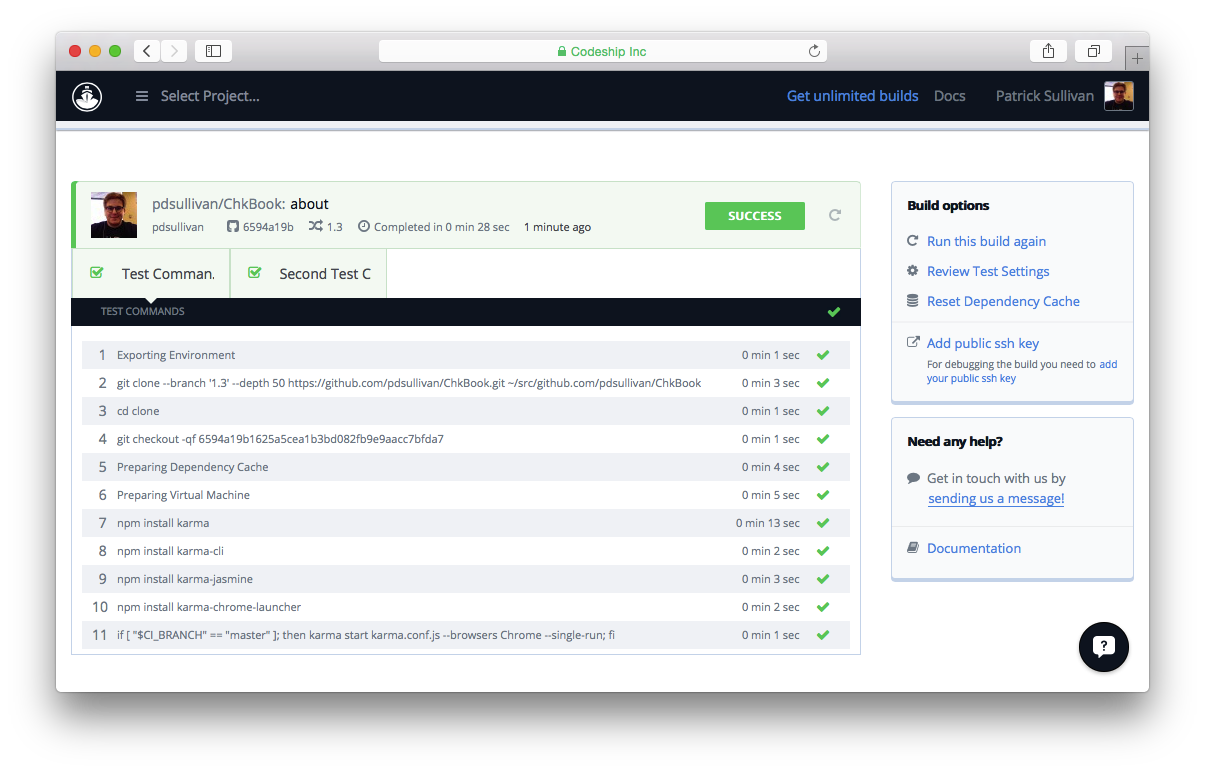 Codeship Inc
Select Project...
Get unlimited builds Docs Patrick Sullivan
pdsullivan/ChkBook: about
pdsullivan 6594a19b 1.3 Completed in 0 min 28 sec 1 minute ago
SUCCESS
Test Comman.
Second Test C
TEST COMMANDS
1 Exporting Environment 0 min 1 sec
2 git clone --branch '1.3' --depth 50 https://github.com/pdsullivan/ChkBook.git ~/src/github.com/pdsullivan/ChkBook 0 min 3 sec
3 cd clone 0 min 1 sec
4 git checkout -qf 6594a19b1625a5cea1b3bd082fb9e9aacc7bfda7 0 min 1 sec
5 Preparing Dependency Cache 0 min 4 sec
6 Preparing Virtual Machine 0 min 5 sec
7 npm install karma 0 min 13 sec
8 npm install karma-cli 0 min 2 sec
9 npm install karma-jasmine 0 min 3 sec
10 npm install karma-chrome-launcher 0 min 2 sec
11 if [ "$CI_BRANCH" == "master" ]; then karma start karma.conf.js --browsers Chrome --single-run; fi 0 min 1 sec
Build options
Run this build again
Review Test Settings
Reset Dependency Cache
Add public ssh key
For debugging the build you need to add
your public ssh key
Need any help?
Get in touch with us by
sending us a message!
Documentation
?